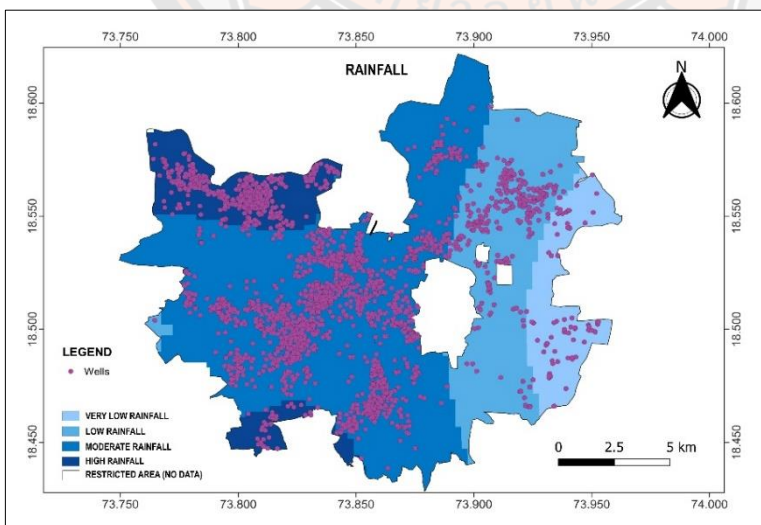 73.750 73.800 73.850 73.900 73.950 74.000
RAINFALL
N
18.600
18.600
18.550
18.550
18.500
18.500
18.450
18.450
LEGEND
Wells
VERY LOW RAINFALL
LOW RAINFALL
MODERATE RAINFALL
HIGH RAINFALL
RESTRICTED AREA (NO DATA)
0 2.5 5 km
73.750 73.800 73.850 73.900 73.950 74.000